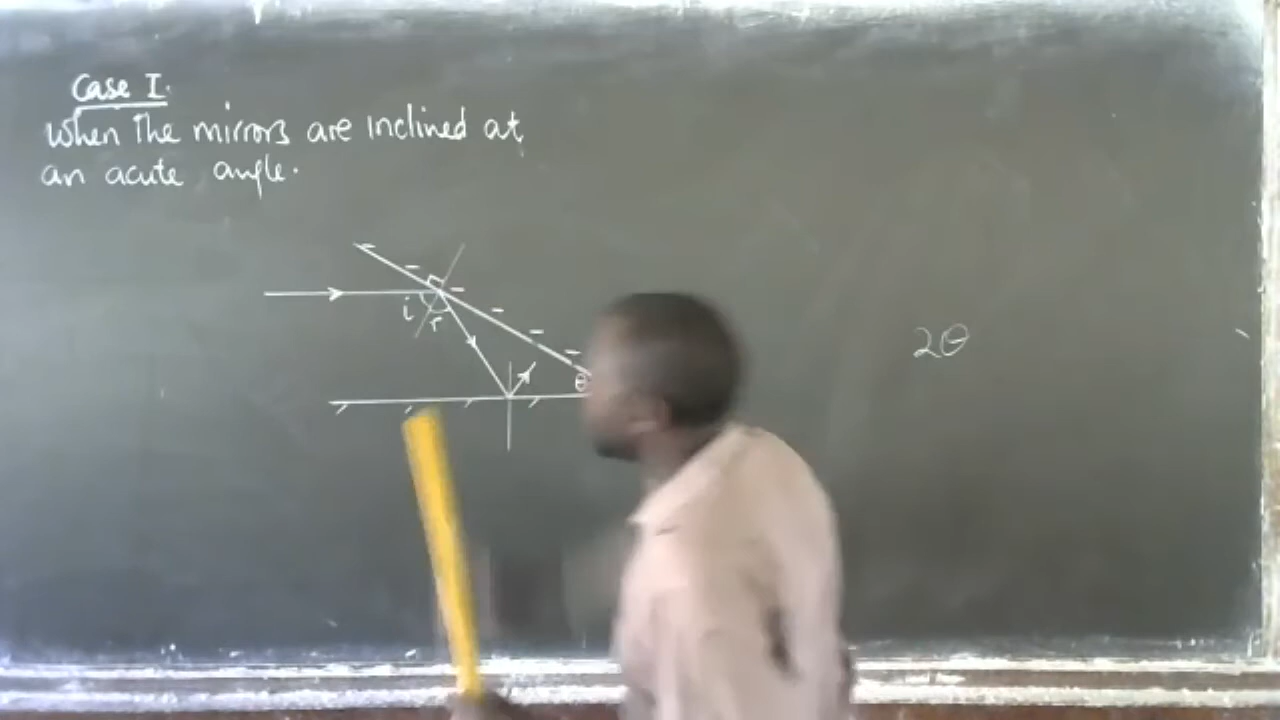 Case I.
When the mirrors are inclined at
an acute angle.
i
r
θ
2θ